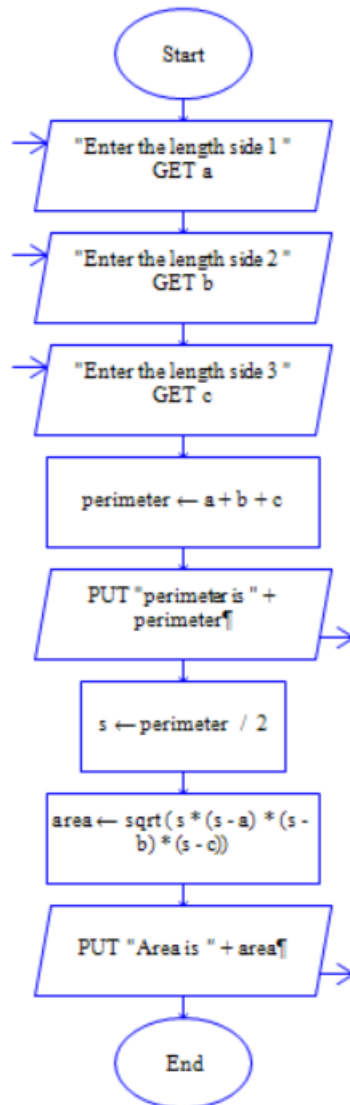 Start
"Enter the length side 1 "
GET a
"Enter the length side 2 "
GET b
"Enter the length side 3 "
GET c
perimeter ← a + b + c
PUT "perimeter is " +
perimeter¶
s ← perimeter / 2
area ← sqrt ( s * (s - a) * (s -
b) * (s - c))
PUT "Area is " + area¶
End